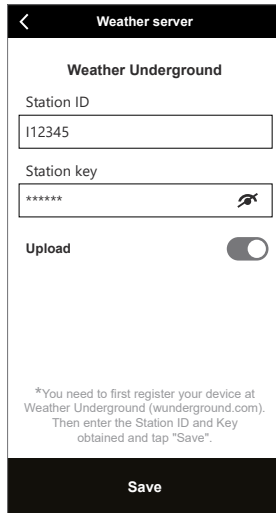 Weather server
Weather Underground
Station ID
I12345
Station key
******
Upload
*You need to first register your device at
Weather Underground (wunderground.com).
Then enter the Station ID and Key
obtained and tap "Save".
Save